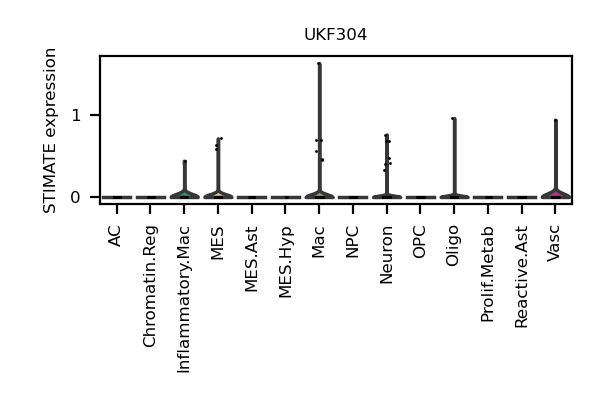 UKF304
STIMATE expression
1
0
AC
Chromatin.Reg
Inflammatory.Mac
MES
MES.Ast
MES.Hyp
Mac
NPC
Neuron
OPC
Oligo
Prolif.Metab
Reactive.Ast
Vasc